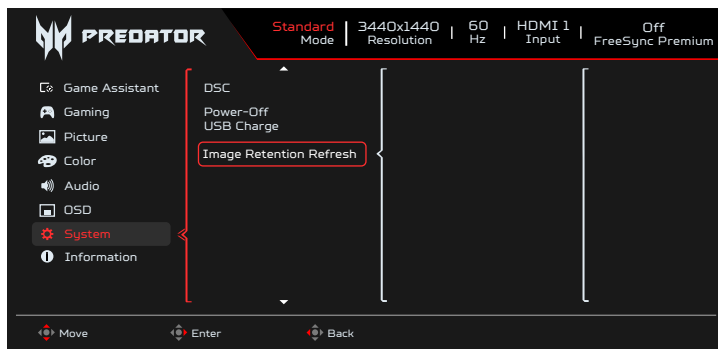 PREDATOR
Standard Mode
3440x1440 Resolution
60 Hz
HDMI 1 Input
Off FreeSync Premium
Game Assistant
Gaming
Picture
Color
Audio
OSD
System
Information
DSC
Power-Off
USB Charge
Image Retention Refresh
Move
Enter
Back